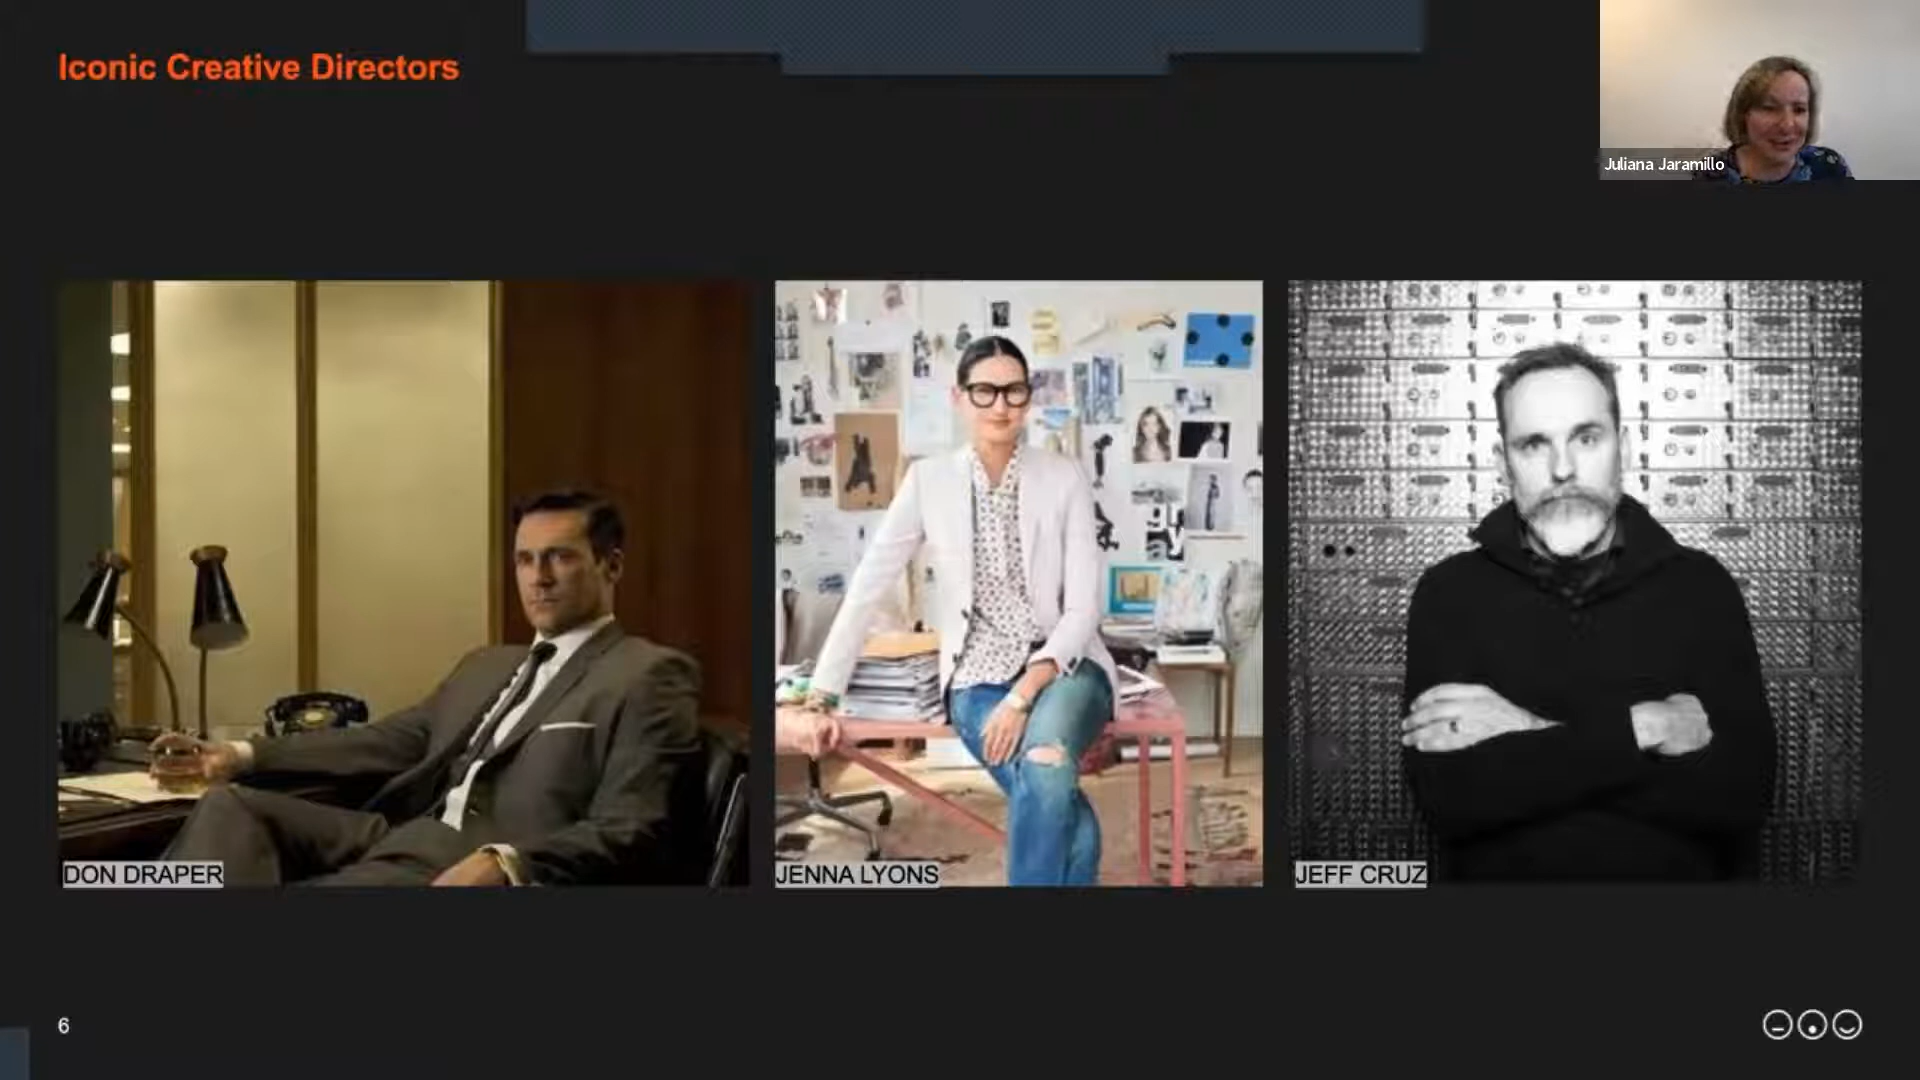 Iconic Creative Directors
Juliana Jaramillo
DON DRAPER
JENNA LYONS
JEFF CRUZ
6